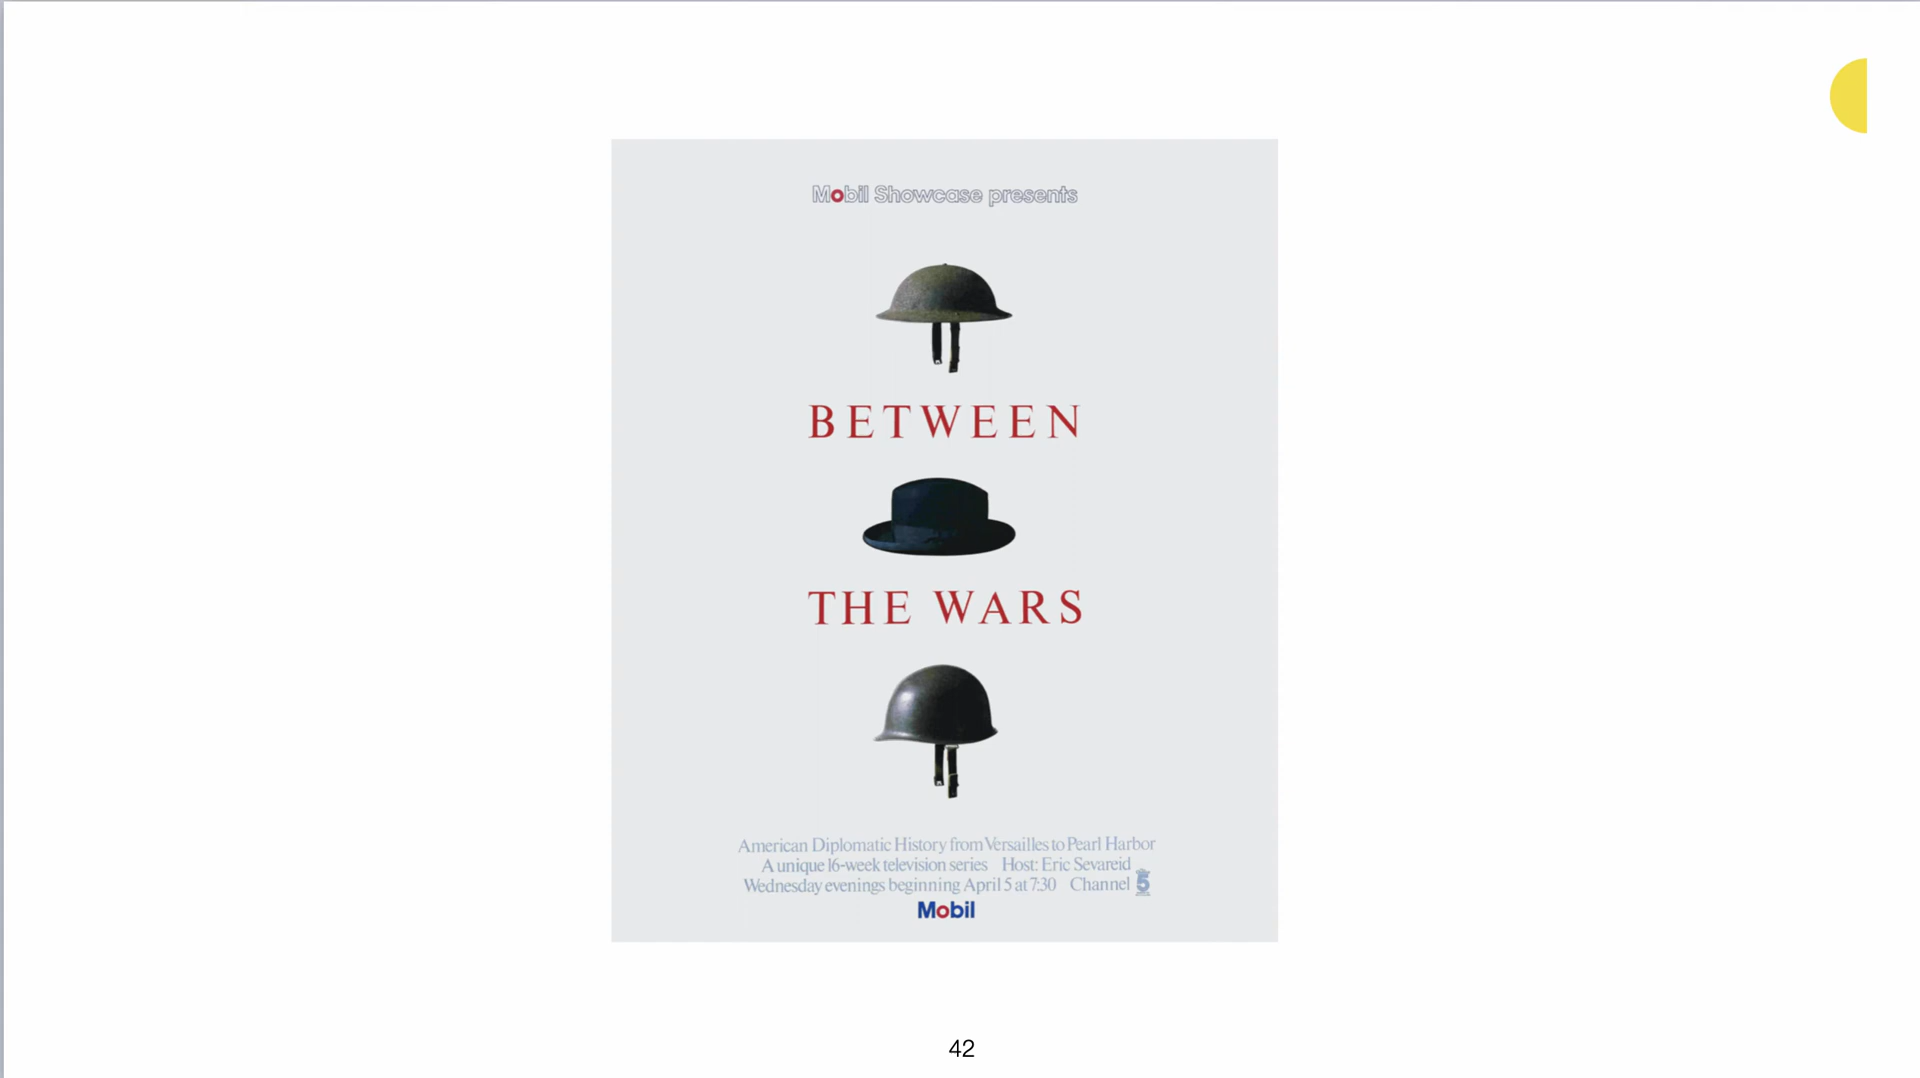 Mobil Showcase presents
BETWEEN
THE WARS
American Diplomatic History from Versailles to Pearl Harbor
A unique 16-week television series Host: Eric Sevareid
Wednesday evenings beginning April 5 at 7:30 Channel 5
Mobil
42